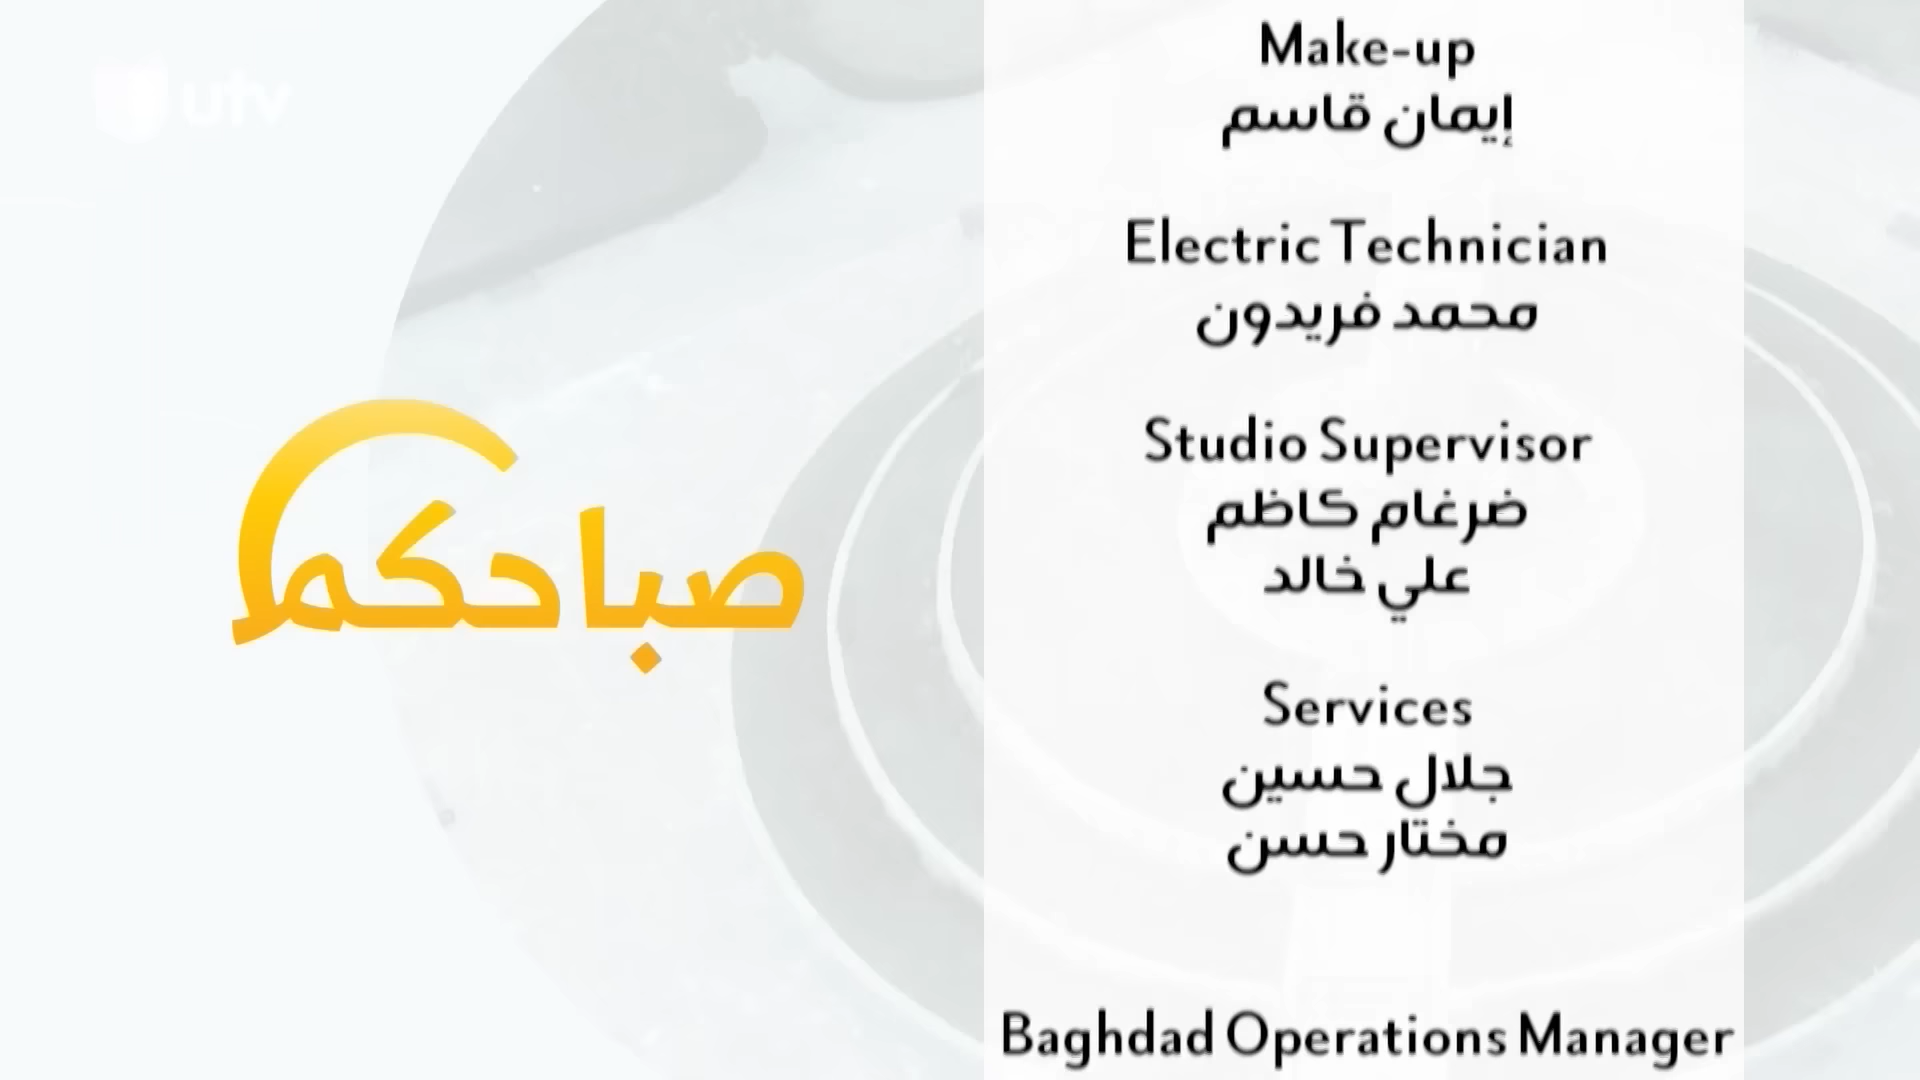 utv
صباحكم
Make-up
إيمان قاسم
Electric Technician
محمد فريدون
Studio Supervisor
ضرغام كاظم
علي خالد
Services
جلال حسين
مختار حسن
Baghdad Operations Manager